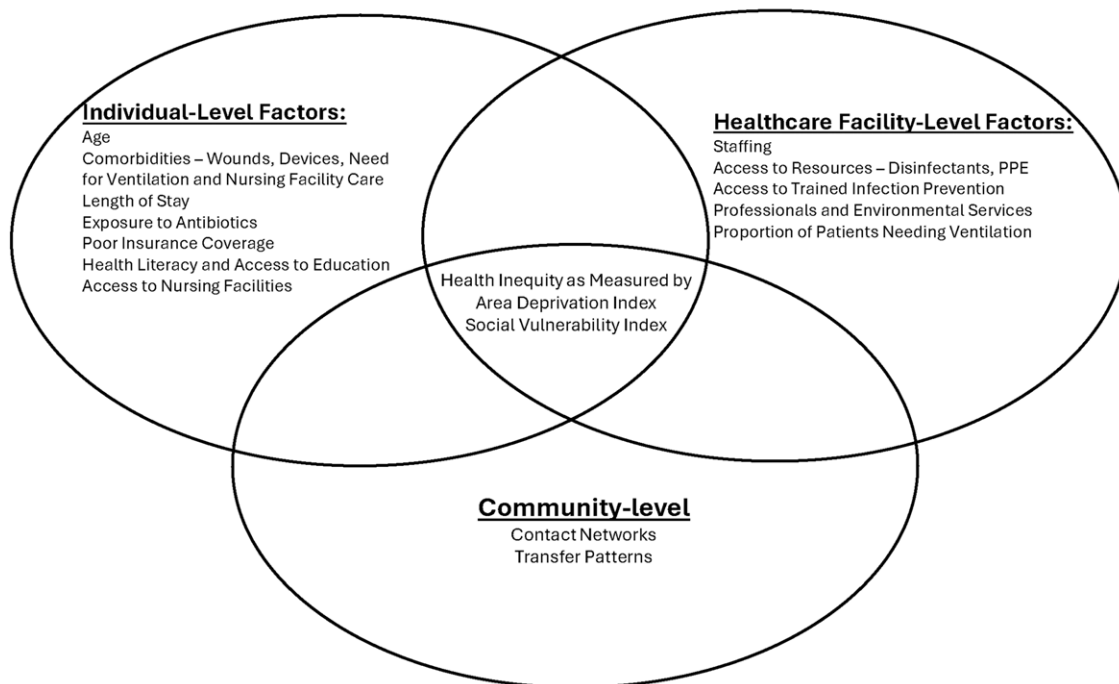 Individual-Level Factors:
Age
Comorbidities – Wounds, Devices, Need
for Ventilation and Nursing Facility Care
Length of Stay
Exposure to Antibiotics
Poor Insurance Coverage
Health Literacy and Access to Education
Access to Nursing Facilities
Healthcare Facility-Level Factors:
Staffing
Access to Resources – Disinfectants, PPE
Access to Trained Infection Prevention
Professionals and Environmental Services
Proportion of Patients Needing Ventilation
Health Inequity as Measured by
Area Deprivation Index
Social Vulnerability Index
Community-level
Contact Networks
Transfer Patterns